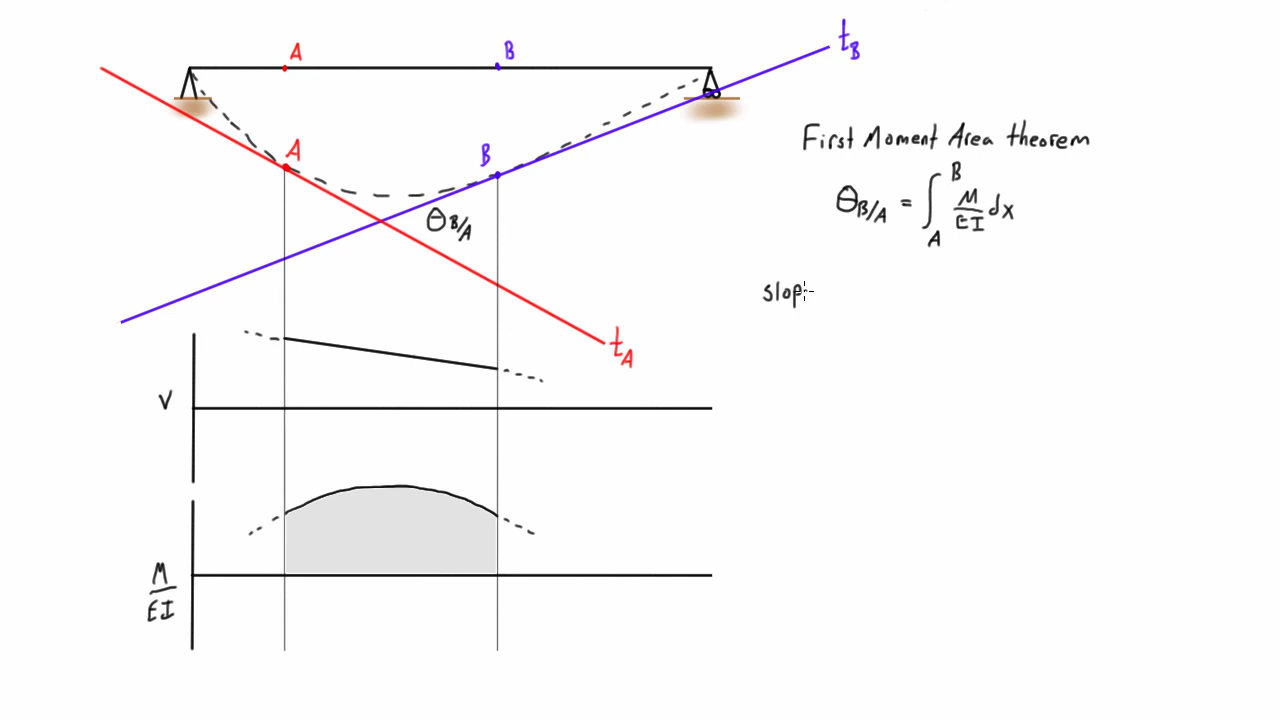 A
B
t_B
First Moment Area theorem
A
B
θ_B/A = ∫_A^B M/EI dx
θ_B/A
slop
t_A
V
M/EI